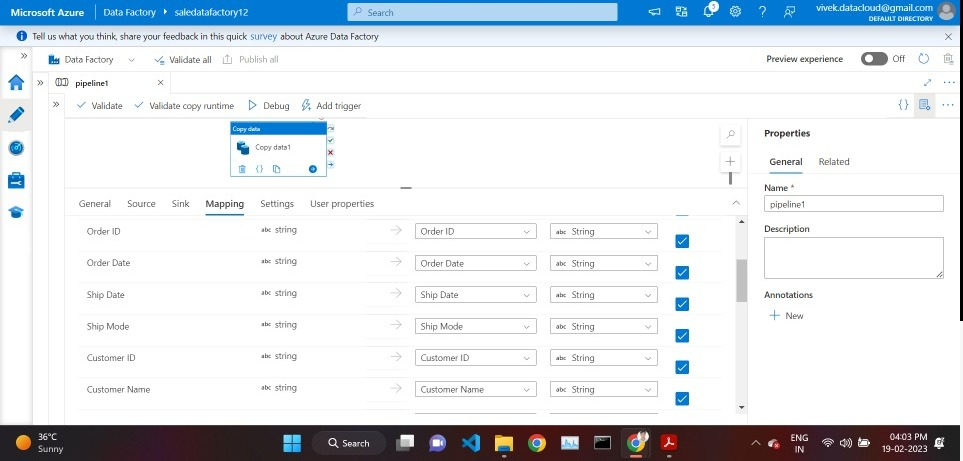 Microsoft Azure Data Factory saledatafactory12 Search 5 vivek.datacloud@gmail.com
DEFAULT DIRECTORY
Tell us what you think, share your feedback in this quick survey about Azure Data Factory
Data Factory Validate all Publish all Preview experience Off
pipeline1
Validate Validate copy runtime Debug Add trigger
Copy data
Copy data1
General Source Sink Mapping Settings User properties
Order ID abc string Order ID abc String
Order Date abc string Order Date abc String
Ship Date abc string Ship Date abc String
Ship Mode abc string Ship Mode abc String
Customer ID abc string Customer ID abc String
Customer Name abc string Customer Name abc String
Properties
General Related
Name *
pipeline1
Description
Annotations
New
36°C
Sunny
Search
ENG
IN
04:03 PM
19-02-2023